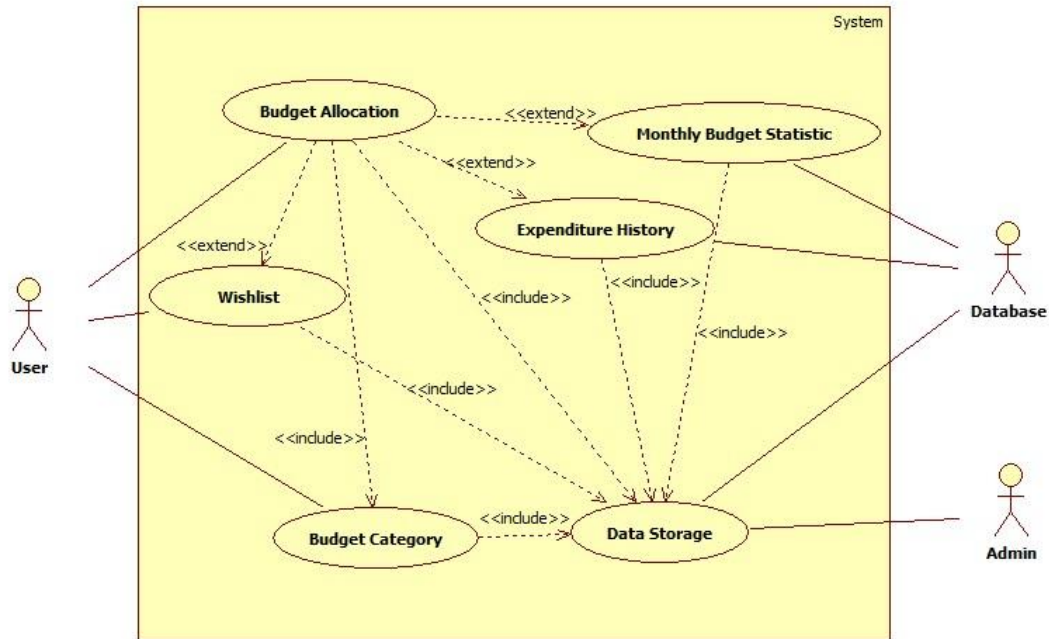 System
Budget Allocation
<<extend>>
Monthly Budget Statistic
<<extend>>
Expenditure History
<<extend>>
Wishlist
<<include>>
<<include>>
<<include>>
<<include>>
<<include>>
<<include>>
Budget Category
Data Storage
User
Database
Admin